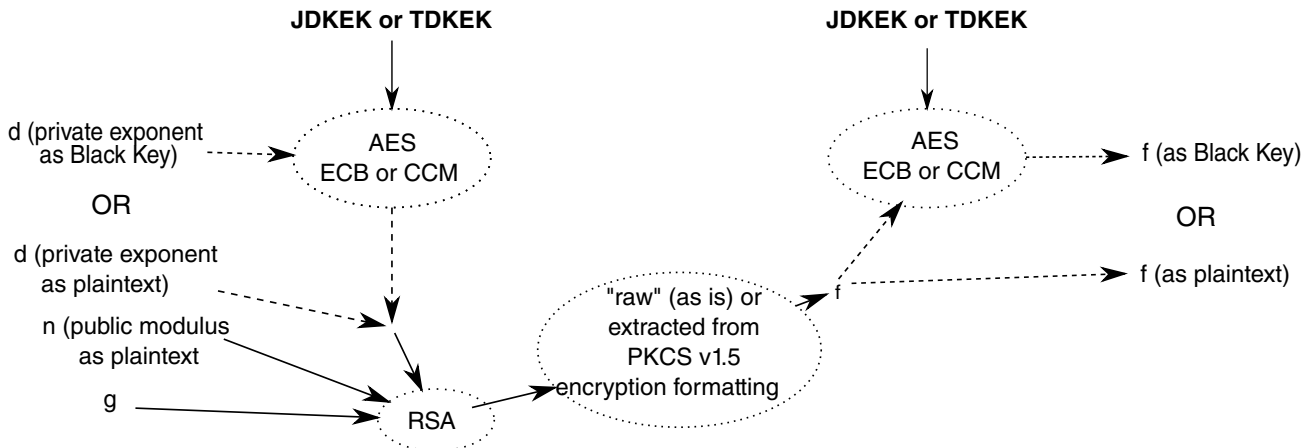 JDKEK or TDKEK
JDKEK or TDKEK
d (private exponent
as Black Key)
AES
ECB or CCM
AES
ECB or CCM
f (as Black Key)
OR
OR
d (private exponent
as plaintext)
f (as plaintext)
f
"raw" (as is) or
extracted from
PKCS v1.5
encryption formatting
n (public modulus
as plaintext
g
RSA